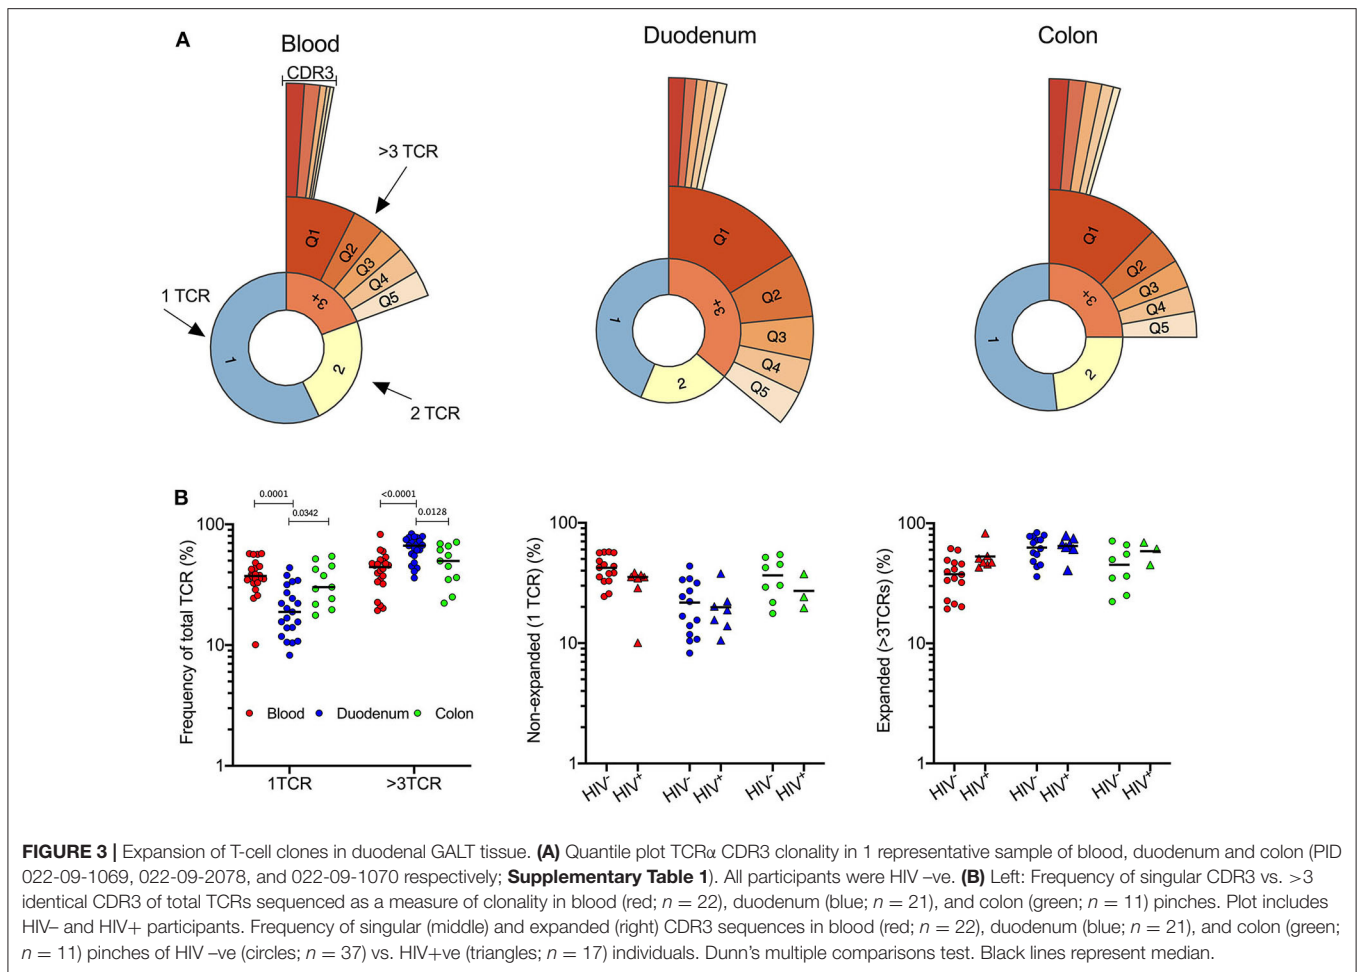 A
Blood
Duodenum
Colon
CDR3
>3 TCR
1 TCR
2 TCR
Q1
Q2
Q3
Q4
Q5
3+
1
2
Q1
Q2
Q3
Q4
Q5
3+
1
2
Q1
Q2
Q3
Q4
Q5
3+
1
2
B
0.0001
0.0342
<0.0001
0.0128
Frequency of total TCR (%)
100
10
1
Blood
Duodenum
Colon
1TCR
>3TCR
Non-expanded (1 TCR) (%)
100
10
1
HIV-
HIV+
HIV-
HIV+
HIV-
HIV+
Expanded (>3TCRs) (%)
100
10
1
HIV-
HIV+
HIV-
HIV+
HIV-
HIV+
FIGURE 3 | Expansion of T-cell clones in duodenal GALT tissue. (A) Quantile plot TCRα CDR3 clonality in 1 representative sample of blood, duodenum and colon (PID
022-09-1069, 022-09-2078, and 022-09-1070 respectively; Supplementary Table 1). All participants were HIV –ve. (B) Left: Frequency of singular CDR3 vs. >3
identical CDR3 of total TCRs sequenced as a measure of clonality in blood (red; n = 22), duodenum (blue; n = 21), and colon (green; n = 11) pinches. Plot includes
HIV– and HIV+ participants. Frequency of singular (middle) and expanded (right) CDR3 sequences in blood (red; n = 22), duodenum (blue; n = 21), and colon (green;
n = 11) pinches of HIV –ve (circles; n = 37) vs. HIV+ve (triangles; n = 17) individuals. Dunn's multiple comparisons test. Black lines represent median.